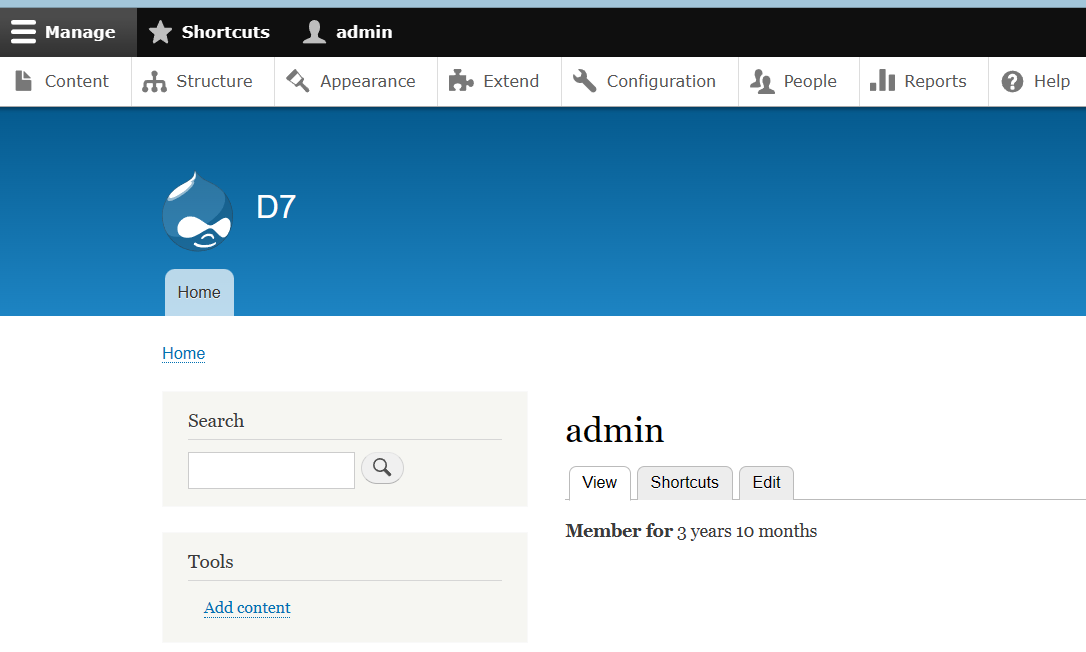 Manage Shortcuts admin
Content Structure Appearance Extend Configuration People Reports Help
D7
Home
Home
Search
admin
View Shortcuts Edit
Member for 3 years 10 months
Tools
Add content